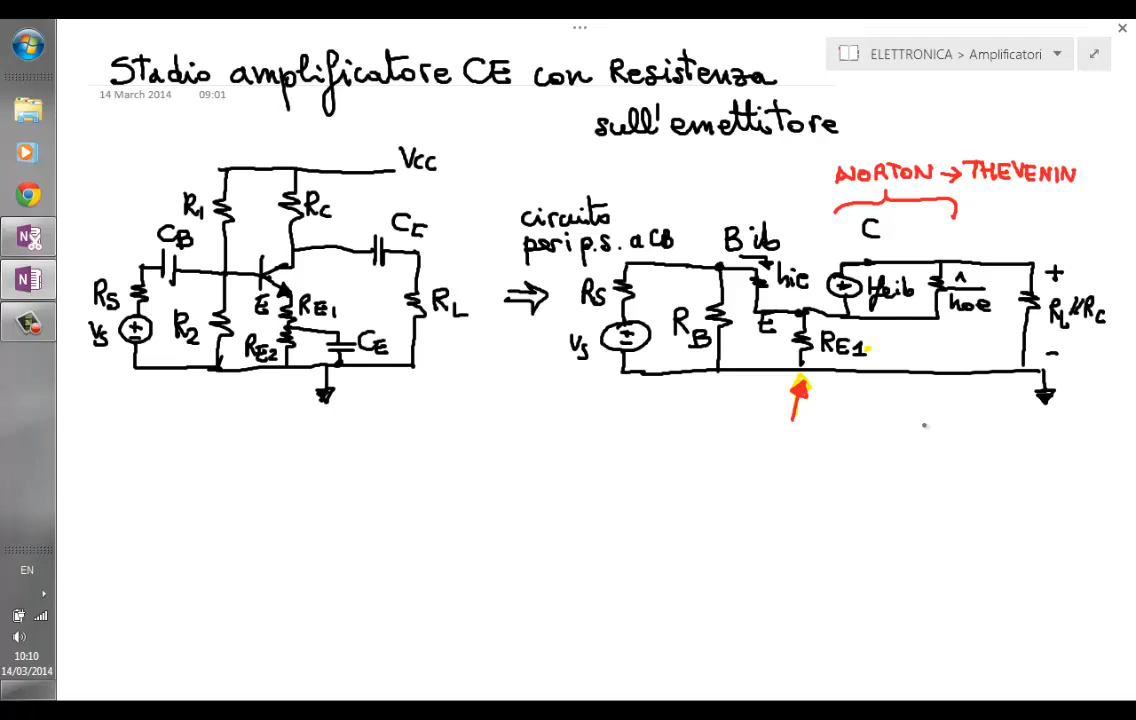 ELETTRONICA > Amplificatori
Stadio amplificatore CE con Resistenza
sull'emettitore
14 March 2014 09:01
VCC
R1
RC
CB
CE
RS
VS
R2
E
RE1
RE2
CE
RL
circuito
per i p.s. a CB
NORTON → THEVENIN
C
B ib
hie
RS
VS
RB
E
RE1
hfeib
1
hoe
+
RL//RC
-
EN
10:10
14/03/2014